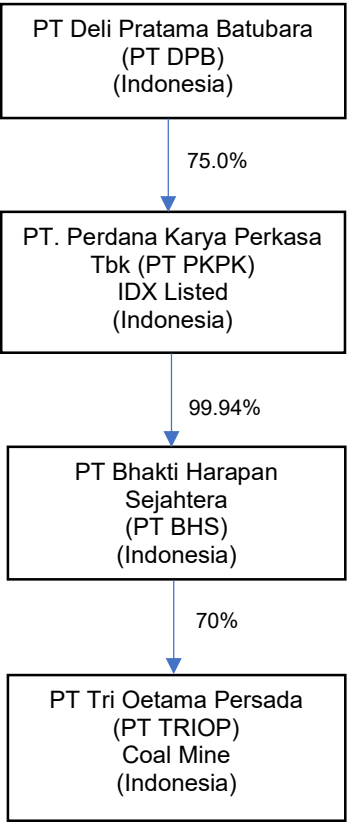 PT Deli Pratama Batubara
(PT DPB)
(Indonesia)
75.0%
PT. Perdana Karya Perkasa
Tbk (PT PKPK)
IDX Listed
(Indonesia)
99.94%
PT Bhakti Harapan
Sejahtera
(PT BHS)
(Indonesia)
70%
PT Tri Oetama Persada
(PT TRIOP)
Coal Mine
(Indonesia)